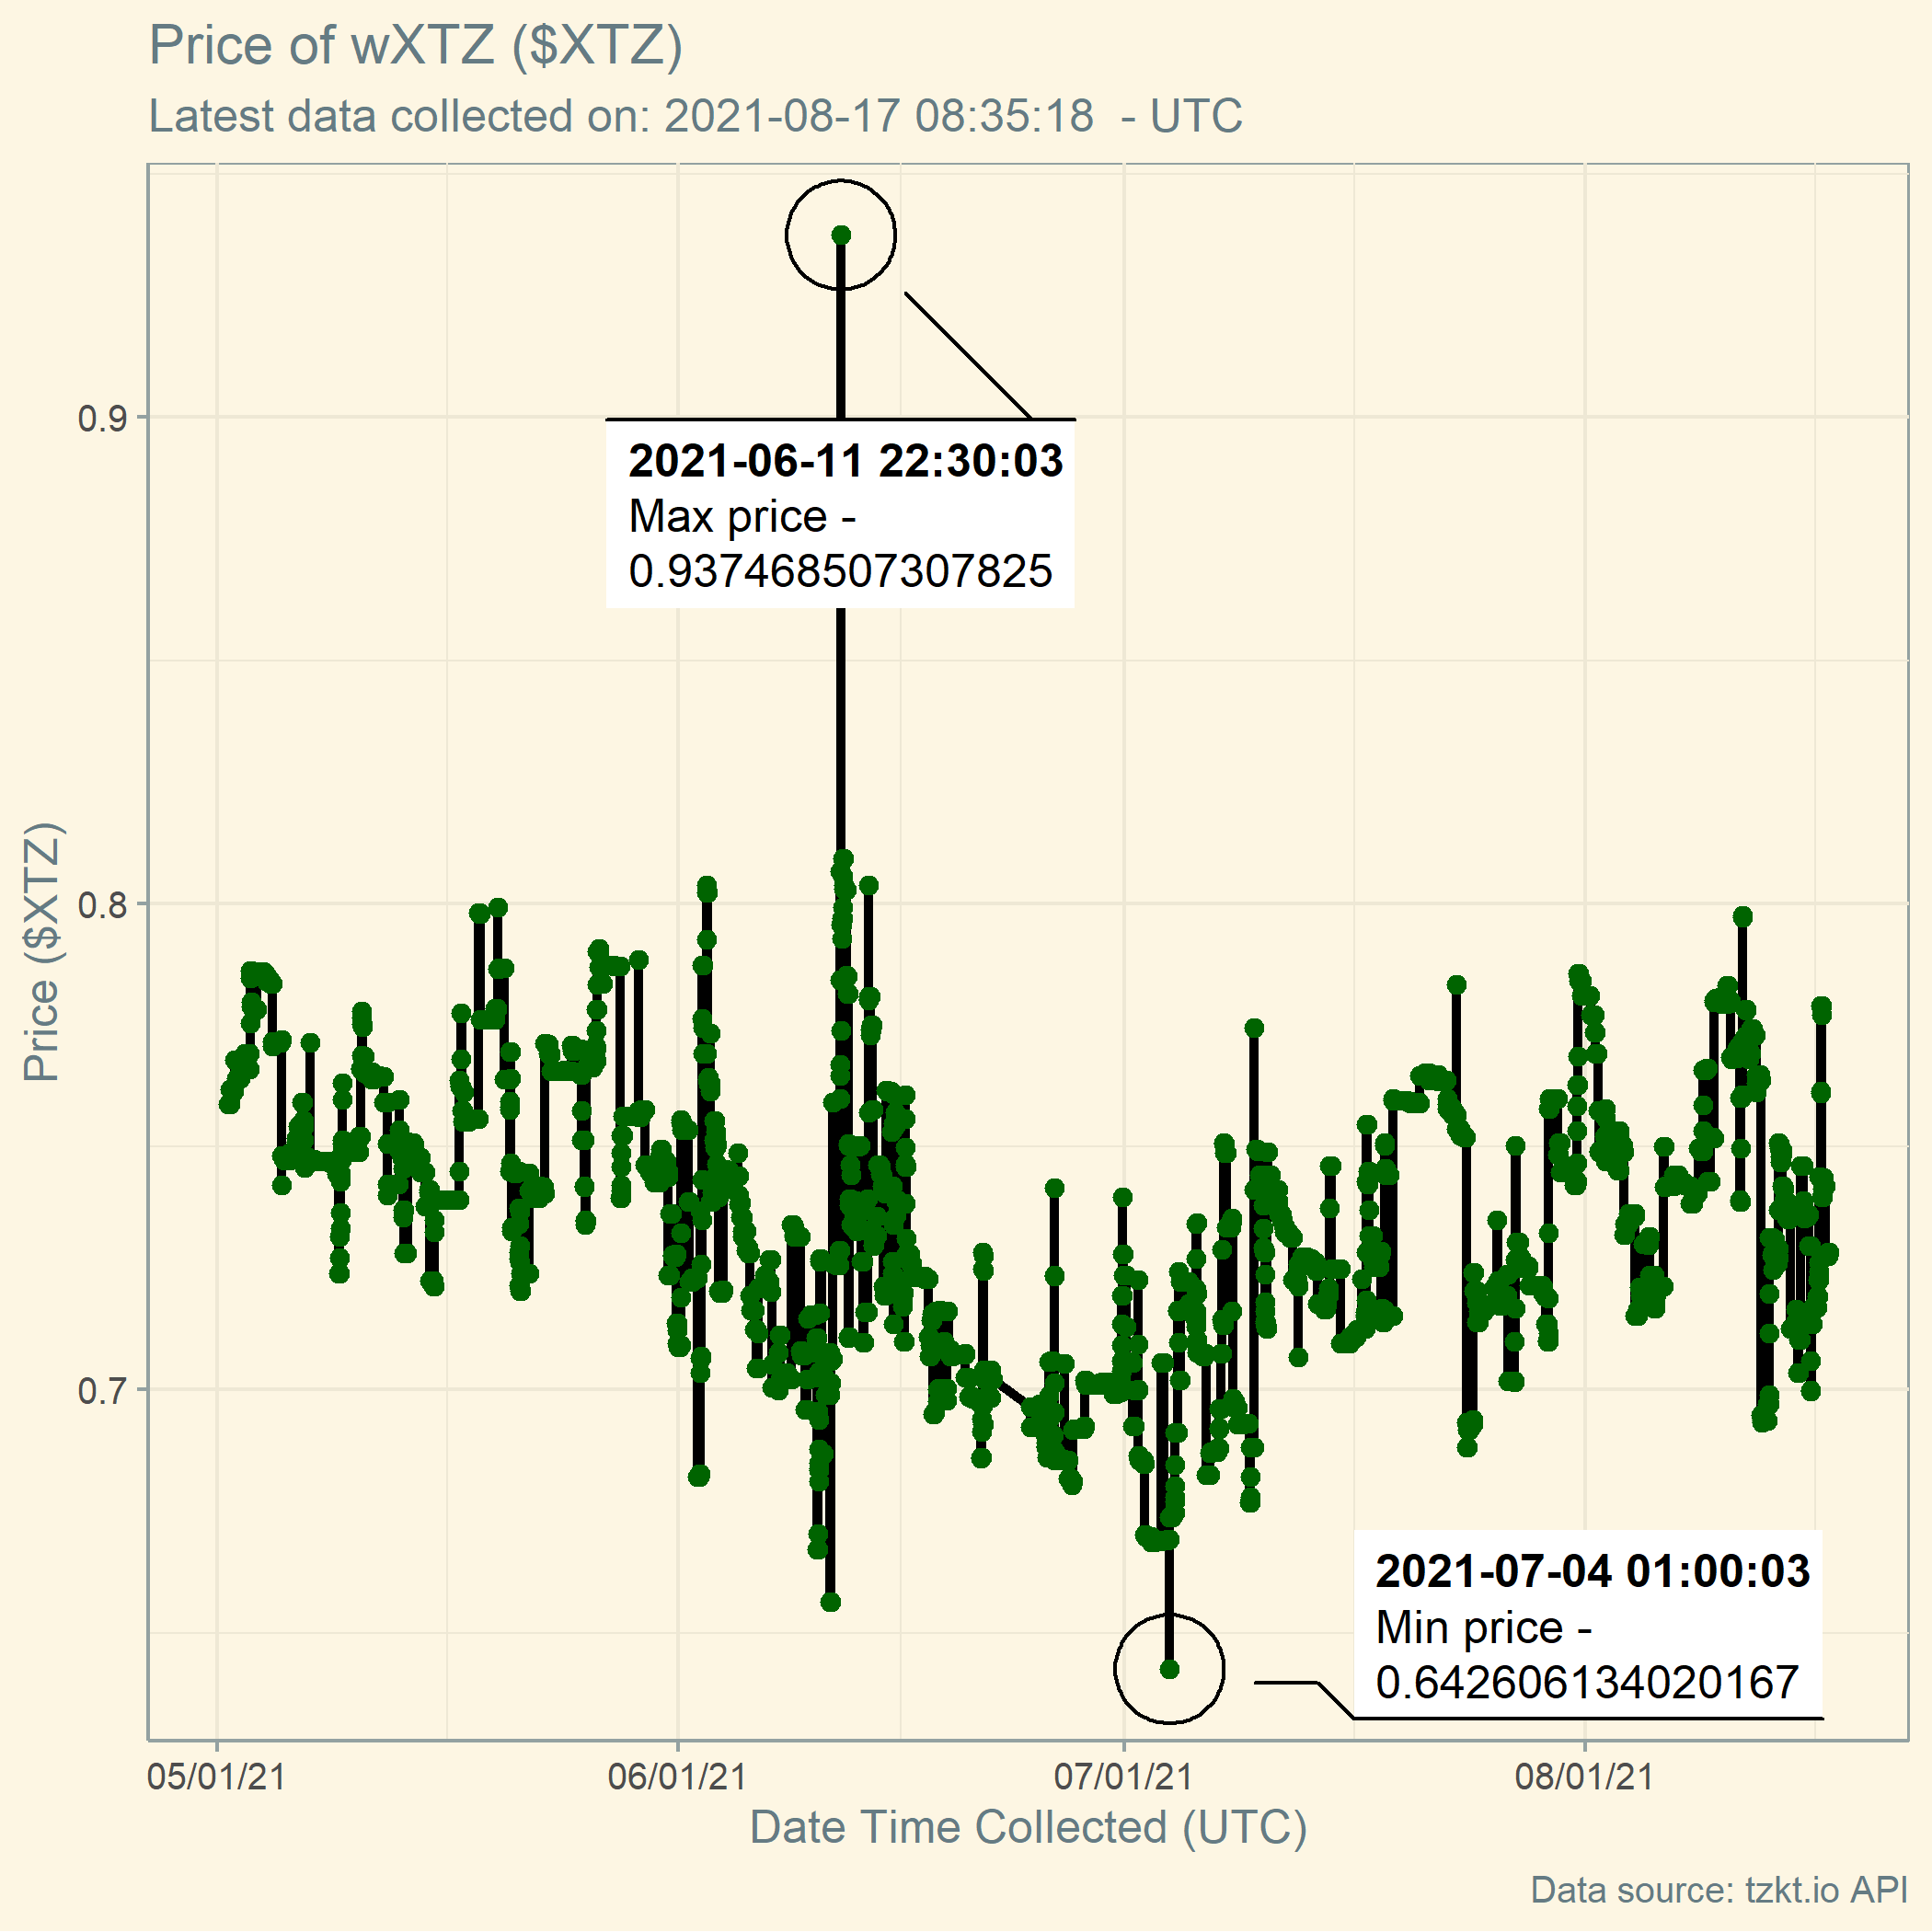 Price of wXTZ ($XTZ)
Latest data collected on: 2021-08-17 08:35:18  - UTC
Price ($XTZ)
0.9
0.8
0.7
2021-06-11 22:30:03
Max price -
0.937468507307825
2021-07-04 01:00:03
Min price -
0.642606134020167
05/01/21
06/01/21
07/01/21
08/01/21
Date Time Collected (UTC)
Data source: tzkt.io API